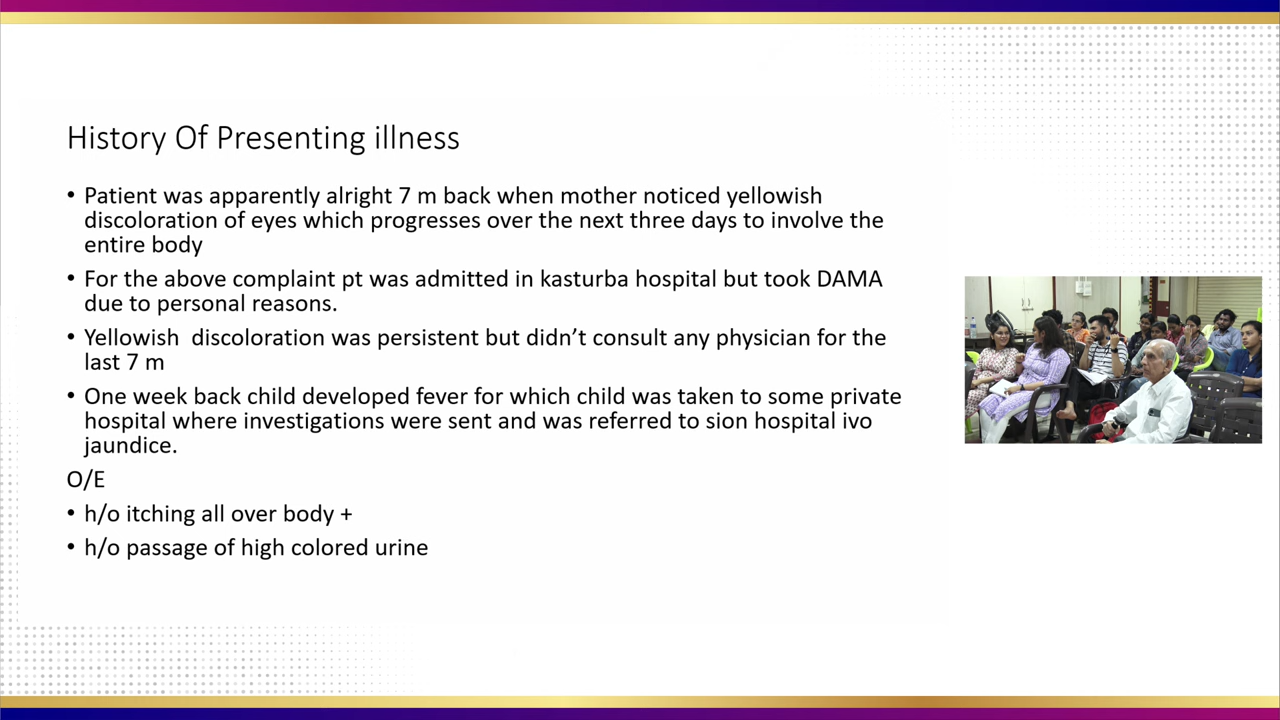 History Of Presenting illness
• Patient was apparently alright 7 m back when mother noticed yellowish
discoloration of eyes which progresses over the next three days to involve the
entire body
• For the above complaint pt was admitted in kasturba hospital but took DAMA
due to personal reasons.
• Yellowish  discoloration was persistent but didn’t consult any physician for the
last 7 m
• One week back child developed fever for which child was taken to some private
hospital where investigations were sent and was referred to sion hospital ivo
jaundice.
O/E
• h/o itching all over body +
• h/o passage of high colored urine